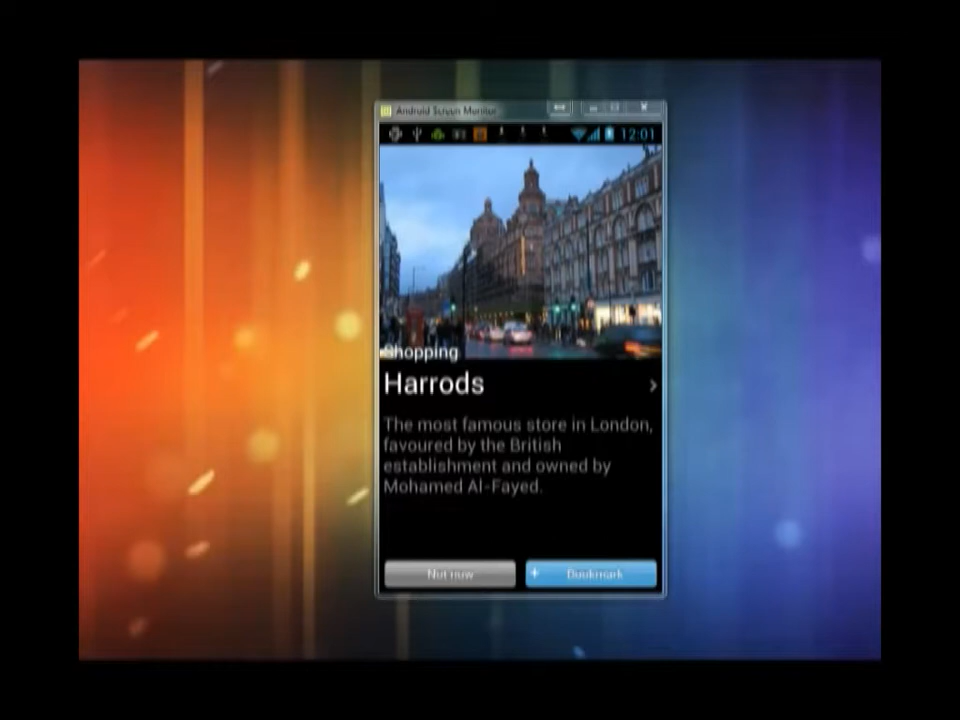 Android Screen Monitor
12:01
Shopping
Harrods
The most famous store in London,
favoured by the British
establishment and owned by
Mohamed Al-Fayed.
Not now
Bookmark